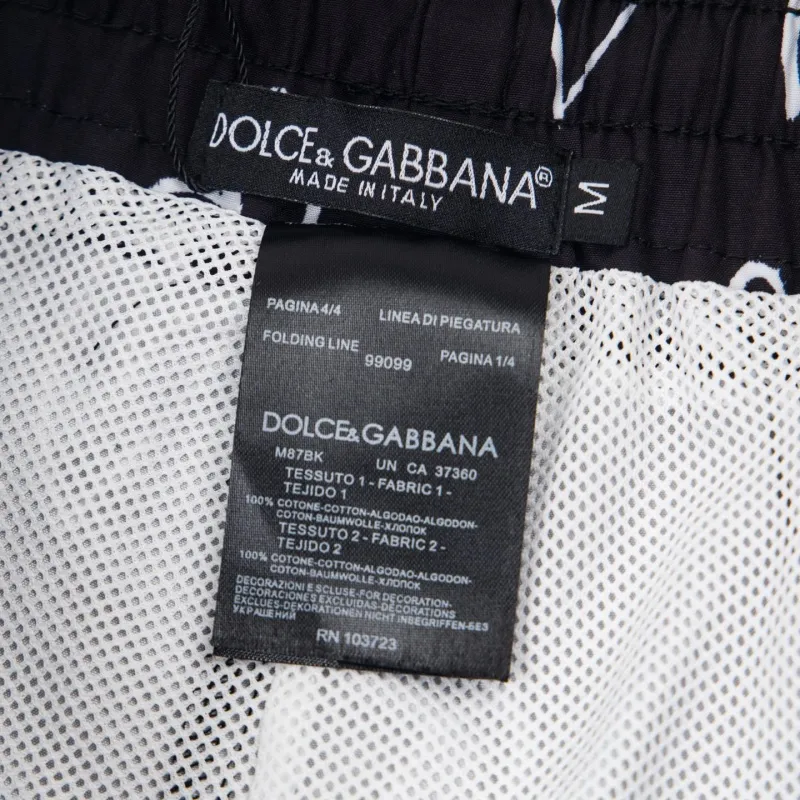 DOLCE & GABBANA®
MADE IN ITALY
M
PAGINA 4/4 LINEA DI PIEGATURA
FOLDING LINE 99099 PAGINA 1/4
DOLCE & GABBANA
M87BK UN CA 37360
TESSUTO 1 - FABRIC 1 -
TEJIDO 1
100% COTONE-COTTON-ALGODAO-ALGODON-
COTON-BAUMWOLLE-ХЛОПОК
TESSUTO 2 - FABRIC 2 -
TEJIDO 2
100% COTONE-COTTON-ALGODAO-ALGODON-
COTON-BAUMWOLLE-ХЛОПОК
DECORAZIONI ESCLUSE-FOR DECORATION.
DECORACIONES EXCLUIDAS-DECORATIONS
EXCLUES-DEKORATIONEN NICHT INBEGRIFFEN-БЕЗ
УКРАШЕНИЙ
RN 103723